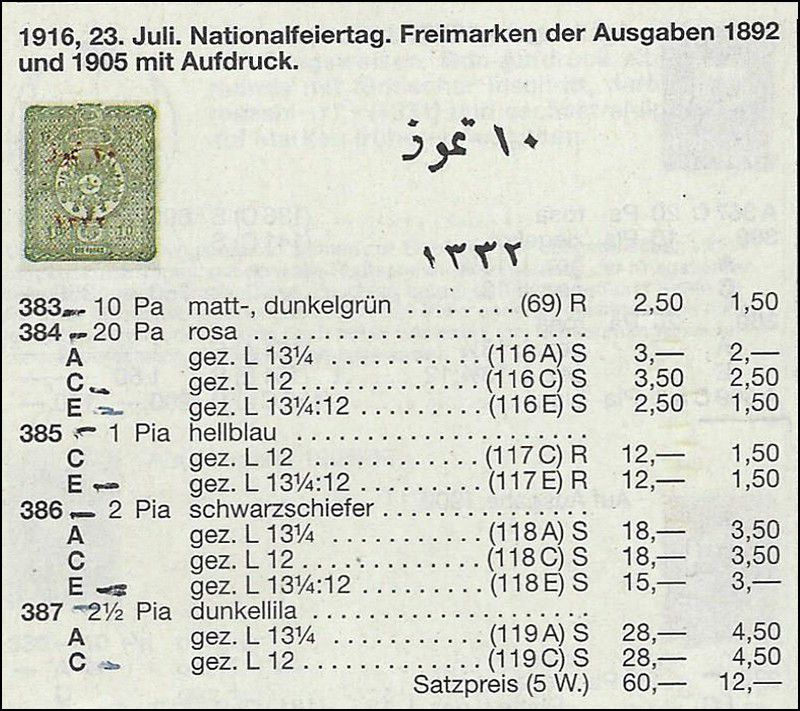 1916, 23. Juli. Nationalfeiertag. Freimarken der Ausgaben 1892
und 1905 mit Aufdruck.
١٠ تموز
١٣٣٢
383 10 Pa matt-, dunkelgrün ........ (69) R 2,50 1,50
384 20 Pa rosa ........................
A gez. L 13¼ ............ (116 A) S 3,— 2,—
C gez. L 12 ............. (116 C) S 3,50 2,50
E gez. L 13¼:12 ......... (116 E) S 2,50 1,50
385 1 Pia hellblau ....................
C gez. L 12 ............. (117 C) R 12,— 1,50
E gez. L 13¼:12 ......... (117 E) R 12,— 1,50
386 2 Pia schwarzschiefer ..............
A gez. L 13¼ ............ (118 A) S 18,— 3,50
C gez. L 12 ............. (118 C) S 18,— 3,50
E gez. L 13¼:12 ......... (118 E) S 15,— 3,—
387 2½ Pia dunkellila ..................
A gez. L 13¼ ............ (119 A) S 28,— 4,50
C gez. L 12 ............. (119 C) S 28,— 4,50
Satzpreis (5 W.) 60,— 12,—